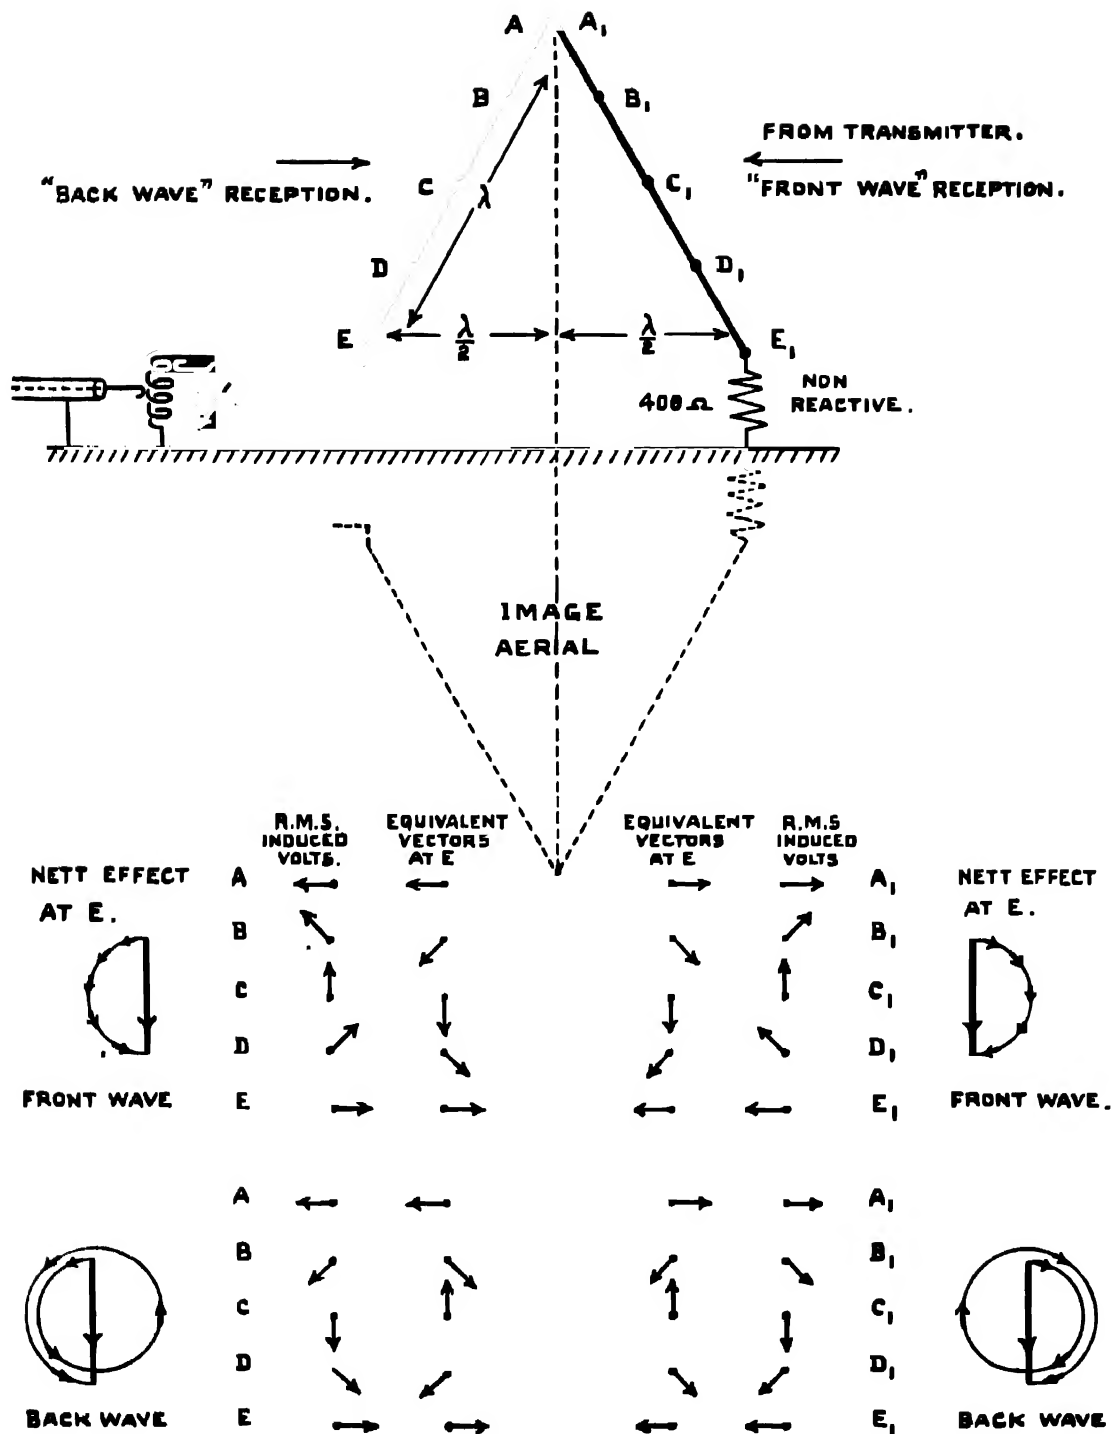 A A₁
B B₁
FROM TRANSMITTER.
"BACK WAVE" RECEPTION.
C λ C₁
"FRONT WAVE" RECEPTION.
D D₁
E λ/2 λ/2 E₁
400Ω
NON
REACTIVE.
IMAGE
AERIAL
R.M.S.
INDUCED
VOLTS.
EQUIVALENT
VECTORS
AT E
EQUIVALENT
VECTORS
AT E
R.M.S
INDUCED
VOLTS
NETT EFFECT
AT E.
A A₁
NETT EFFECT
AT E.
B B₁
C C₁
D D₁
FRONT WAVE E E₁ FRONT WAVE.
A A₁
B B₁
C C₁
D D₁
BACK WAVE E E₁ BACK WAVE